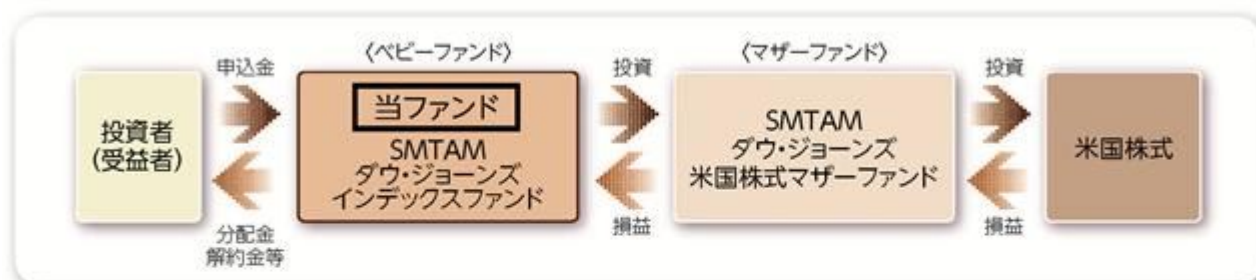 〈ベビーファンド〉
〈マザーファンド〉
申込金
投資
投資
投資者
(受益者)
当ファンド
SMTAM
ダウ・ジョーンズ
インデックスファンド
SMTAM
ダウ・ジョーンズ
米国株式マザーファンド
米国株式
分配金
解約金等
損益
損益